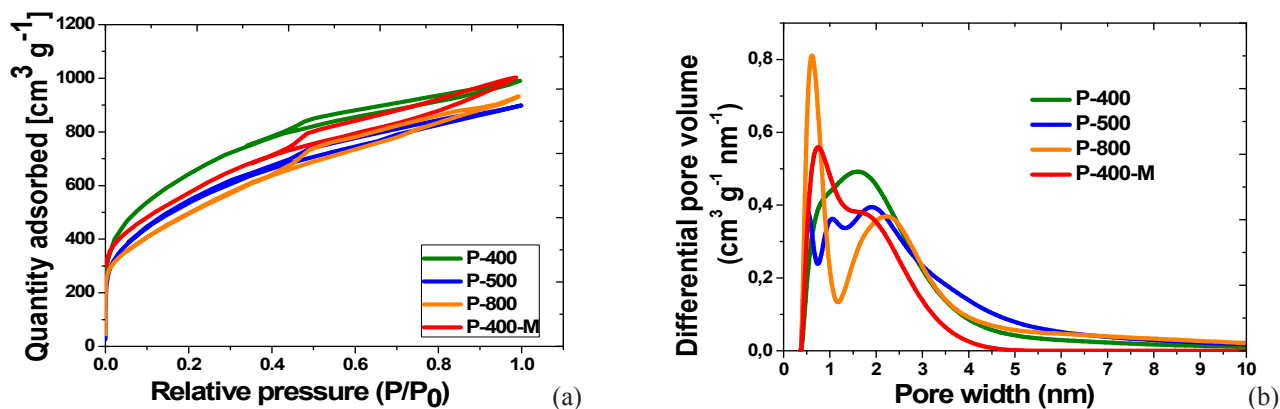 1200
1000
800
600
400
200
0
Quantity adsorbed [cm³ g-1]
0.0 0.2 0.4 0.6 0.8 1.0
Relative pressure (P/P0)
P-400
P-500
P-800
P-400-M
(a)
0,8
0,6
0,4
0,2
0,0
Differential pore volume
(cm³ g⁻¹ nm⁻¹)
0 1 2 3 4 5 6 7 8 9 10
Pore width (nm)
P-400
P-500
P-800
P-400-M
(b)